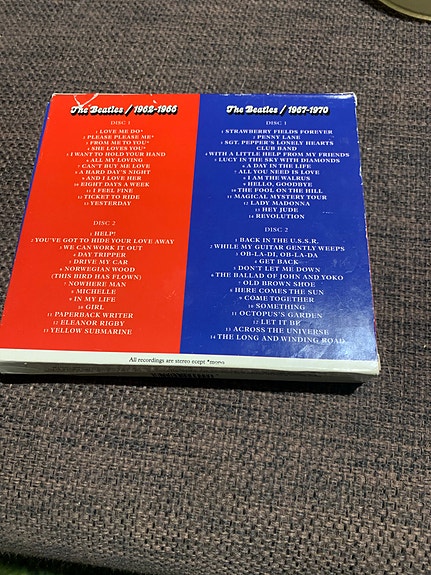 The Beatles / 1962-1966
DISC 1
1 LOVE ME DO*
2 PLEASE PLEASE ME*
3 FROM ME TO YOU*
4 SHE LOVES YOU*
5 I WANT TO HOLD YOUR HAND
6 ALL MY LOVING
7 CAN'T BUY ME LOVE
8 A HARD DAY'S NIGHT
9 AND I LOVE HER
10 EIGHT DAYS A WEEK
11 I FEEL FINE
12 TICKET TO RIDE
13 YESTERDAY
DISC 2
1 HELP!
2 YOU'VE GOT TO HIDE YOUR LOVE AWAY
3 WE CAN WORK IT OUT
4 DAY TRIPPER
5 DRIVE MY CAR
6 NORWEGIAN WOOD
(THIS BIRD HAS FLOWN)
7 NOWHERE MAN
8 MICHELLE
9 IN MY LIFE
10 GIRL
11 PAPERBACK WRITER
12 ELEANOR RIGBY
13 YELLOW SUBMARINE
The Beatles / 1967-1970
DISC 1
1 STRAWBERRY FIELDS FOREVER
2 PENNY LANE
3 SGT. PEPPER'S LONELY HEARTS
CLUB BAND
4 WITH A LITTLE HELP FROM MY FRIENDS
5 LUCY IN THE SKY WITH DIAMONDS
6 A DAY IN THE LIFE
7 ALL YOU NEED IS LOVE
8 I AM THE WALRUS
9 HELLO, GOODBYE
10 THE FOOL ON THE HILL
11 MAGICAL MYSTERY TOUR
12 LADY MADONNA
13 HEY JUDE
14 REVOLUTION
DISC 2
1 BACK IN THE U.S.S.R.
2 WHILE MY GUITAR GENTLY WEEPS
3 OB-LA-DI, OB-LA-DA
4 GET BACK
5 DON'T LET ME DOWN
6 THE BALLAD OF JOHN AND YOKO
7 OLD BROWN SHOE
8 HERE COMES THE SUN
9 COME TOGETHER
10 SOMETHING
11 OCTOPUS'S GARDEN
12 LET IT BE
13 ACROSS THE UNIVERSE
14 THE LONG AND WINDING ROAD
All recordings are stereo ecept *mono